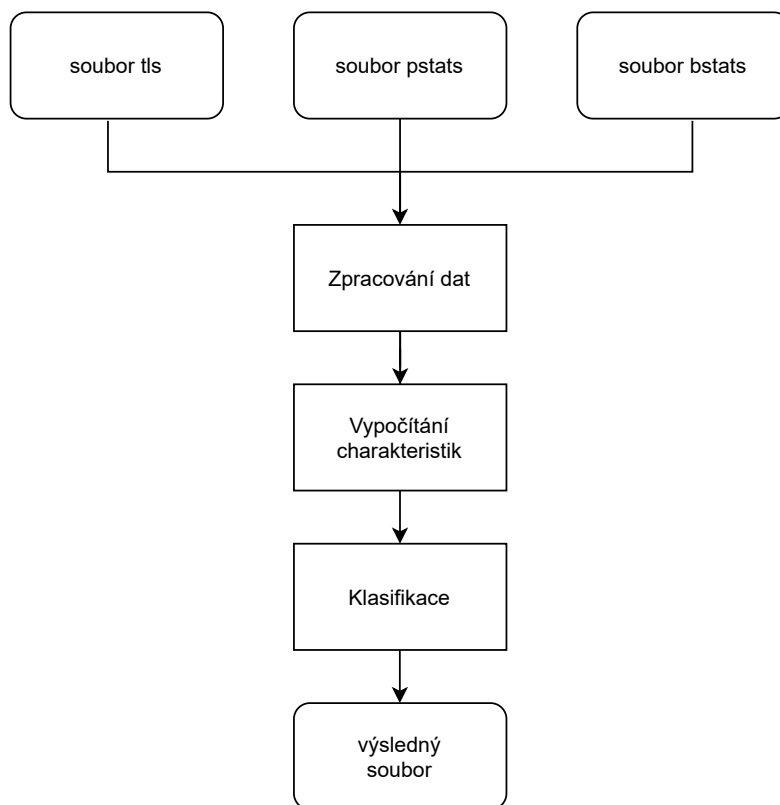 soubor tls
soubor pstats
soubor bstats
Zpracování dat
Vypočítání
charakteristik
Klasifikace
výsledný
soubor